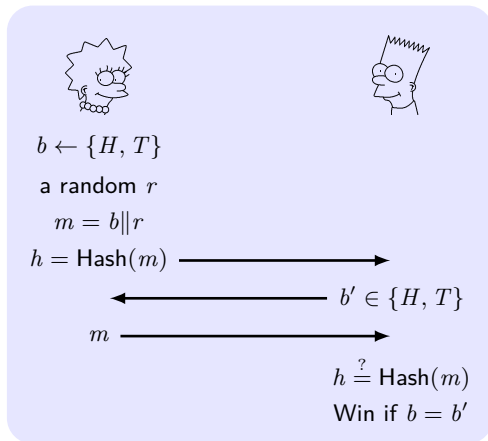 b ← {H, T}
a random r
m = b∥r
h = Hash(m)
b′ ∈ {H, T}
m
h ≟ Hash(m)
Win if b = b′